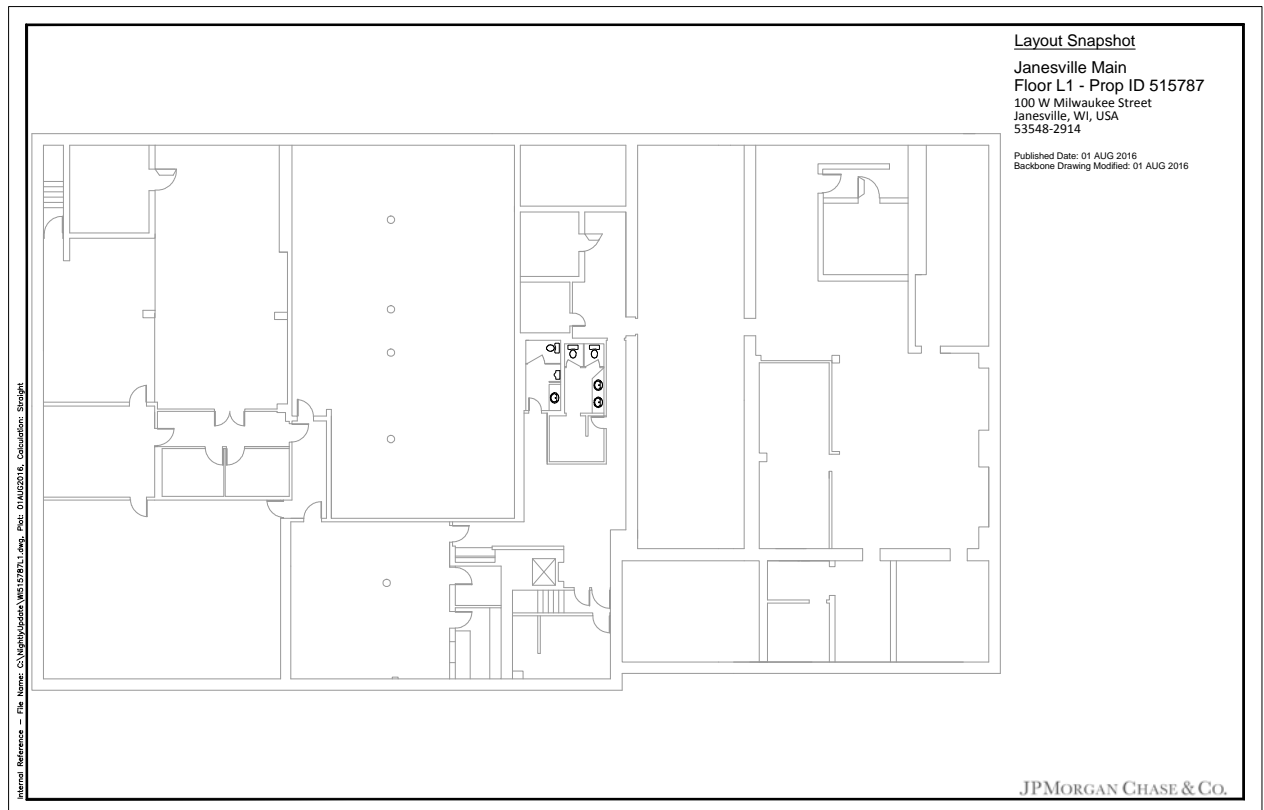 Layout Snapshot
Janesville Main
Floor L1 - Prop ID 515787
100 W Milwaukee Street
Janesville, WI, USA
53548-2914
Published Date: 01 AUG 2016
Backbone Drawing Modified: 01 AUG 2016
Internal Reference - File Name: C:\NightlyUpdate\WI515787L1.dwg, Plot: 01AUG2016, Calculation: Straight
JPMORGAN CHASE & CO.